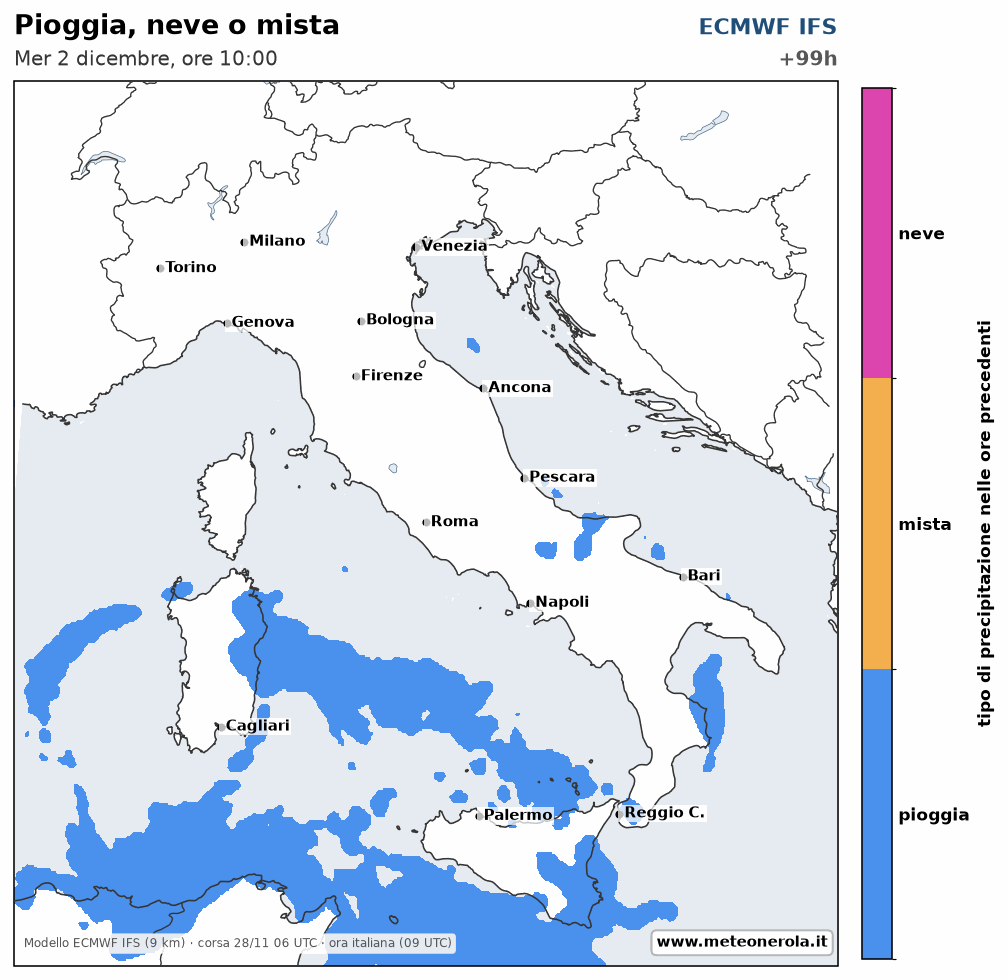 Pioggia, neve o mista
ECMWF IFS
Mer 2 dicembre, ore 10:00
+99h
neve
mista
pioggia
tipo di precipitazione nelle ore precedenti
Milano
Venezia
Torino
Genova
Bologna
Firenze
Ancona
Pescara
Roma
Bari
Napoli
Cagliari
Palermo
Reggio C.
Modello ECMWF IFS (9 km) · corsa 28/11 06 UTC · ora italiana (09 UTC)
www.meteonerola.it